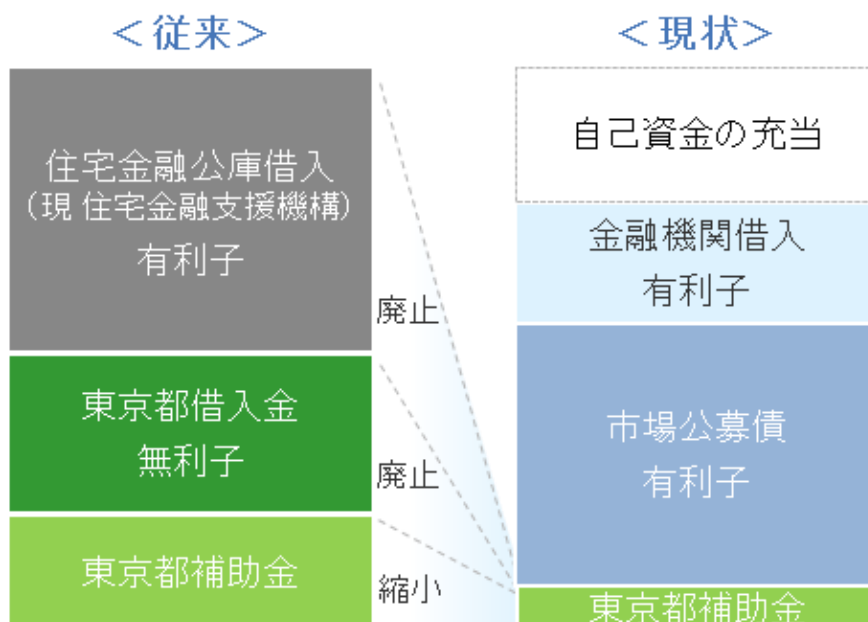 ＜従来＞
住宅金融公庫借入
（現 住宅金融支援機構）
有利子
廃止
東京都借入金
無利子
廃止
東京都補助金
縮小
＜現状＞
自己資金の充当
金融機関借入
有利子
市場公募債
有利子
東京都補助金